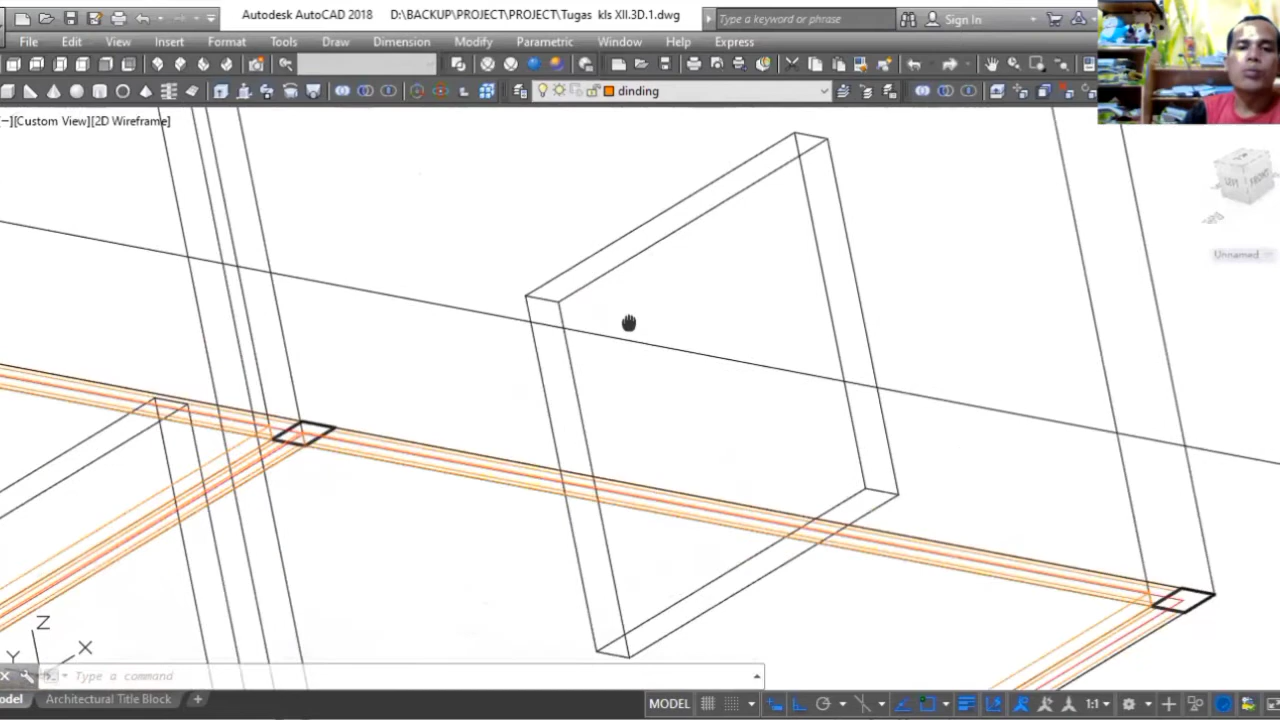 Autodesk AutoCAD 2018 D:\BACKUP\PROJECT\PROJECT\Tugas kls XII.3D.1.dwg
Type a keyword or phrase
Sign In
File Edit View Insert Format Tools Draw Dimension Modify Parametric Window Help Express
dinding
[Custom View][2D Wireframe]
FRONT
Unnamed
Z
X
Y
Type a command
odel Architectural Title Block +
MODEL
1:1